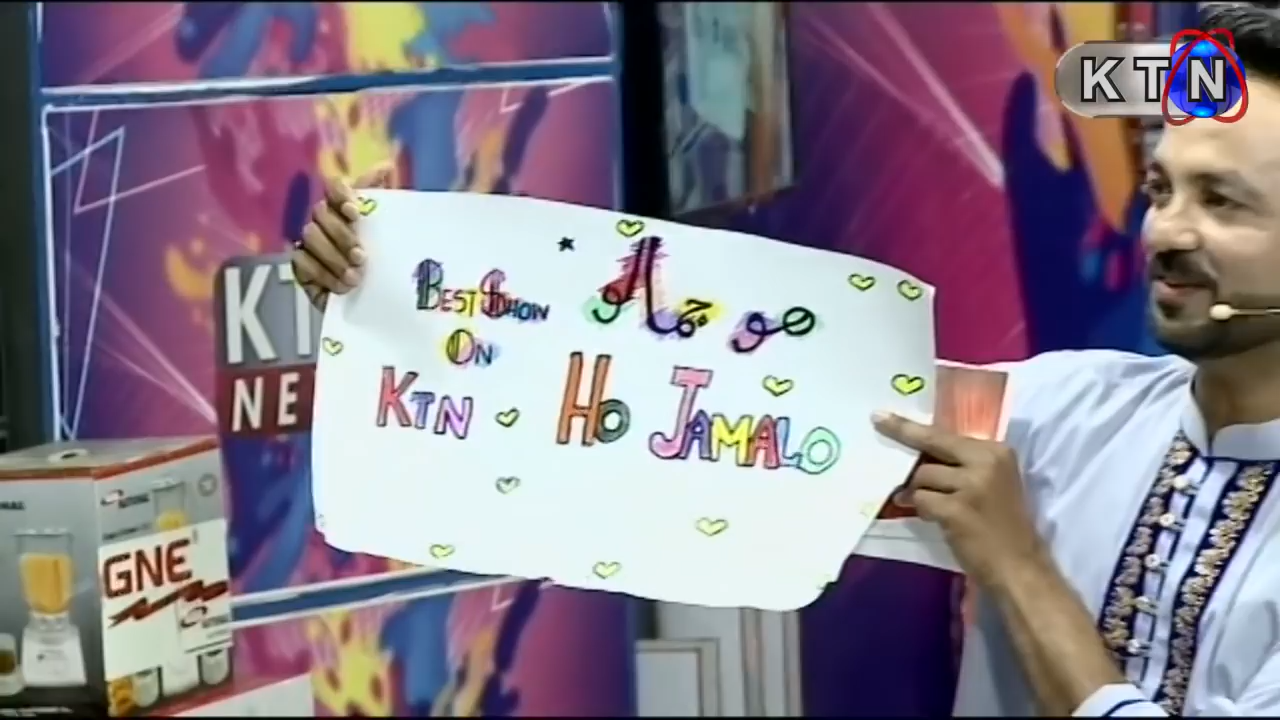 KTN
BEST SHOW
ON
KTN
هو جمالو
HO JAMALO
KT
NE
GNE